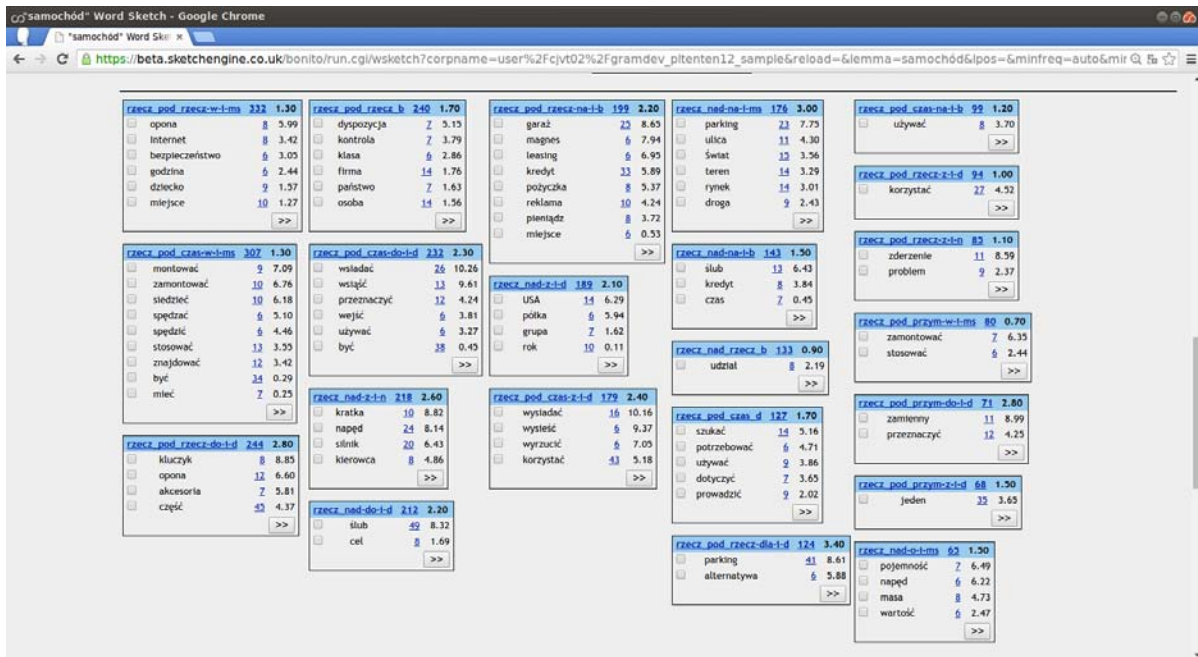 "samochód" Word Sketch - Google Chrome
"samochód" Word Ske
https://beta.sketchengine.co.uk/bonito/run.cgi/wsketch?corpname=user%2Fcjvt02%2Fgramdev_pltenten12_sample&reload=&lemma=samochód&lpos=&minfreq=auto&mir
rzecz_pod_rzecz-w-i-ms 332 1.30
opona 8 5.99
Internet 8 3.42
bezpieczeństwo 6 3.05
godzina 6 2.44
dziecko 9 1.57
miejsce 10 1.27
>>
rzecz_pod_czas-w-i-ms 307 1.30
montować 9 7.09
zamontować 10 6.76
siedzieć 10 6.18
spędzać 6 5.10
spędzić 6 4.46
stosować 13 3.55
znajdować 12 3.42
być 34 0.29
mieć 7 0.25
>>
rzecz_pod_rzecz-do-i-d 244 2.80
kluczyk 8 8.85
opona 12 6.60
akcesoria 7 5.81
część 45 4.37
>>
rzecz_pod_rzecz_b 240 1.70
dyspozycja 7 5.15
kontrola 7 3.79
klasa 6 2.86
firma 14 1.76
państwo 7 1.63
osoba 14 1.56
>>
rzecz_pod_czas-do-i-d 232 2.30
wsiadać 26 10.26
wsiąść 13 9.61
przeznaczyć 12 4.24
wejść 6 3.81
używać 6 3.27
być 38 0.45
>>
rzecz_nad-z-i-n 218 2.60
kratka 10 8.82
napęd 24 8.14
silnik 20 6.43
kierowca 8 4.86
>>
rzecz_nad-do-i-d 212 2.20
ślub 49 8.32
cel 8 1.69
>>
rzecz_pod_rzecz-na-i-b 199 2.20
garaż 25 8.65
magnes 6 7.94
leasing 6 6.95
kredyt 33 5.89
pożyczka 8 5.37
reklama 10 4.24
pieniądz 8 3.72
miejsce 6 0.53
>>
rzecz_nad-z-i-d 189 2.10
USA 14 6.29
półka 6 5.94
grupa 7 1.62
rok 10 0.11
>>
rzecz_pod_czas-z-i-d 179 2.40
wysiadać 16 10.16
wysieść 6 9.37
wyrzucić 6 7.05
korzystać 43 5.18
>>
rzecz_nad-na-i-ms 176 3.00
parking 23 7.75
ulica 11 4.30
Świat 15 3.56
teren 14 3.29
rynek 14 3.01
droga 9 2.43
>>
rzecz_nad-na-i-b 143 1.50
ślub 13 6.43
kredyt 8 3.84
czas 7 0.45
>>
rzecz_nad_rzecz_b 133 0.90
udział 8 2.19
>>
rzecz_pod_czas_d 127 1.70
szukać 14 5.16
potrzebować 6 4.71
używać 9 3.86
dotyczyć 7 3.65
prowadzić 9 2.02
>>
rzecz_pod_rzecz-dla-i-d 124 3.40
parking 41 8.61
alternatywa 6 5.88
>>
rzecz_pod_czas-na-i-b 99 1.20
używać 8 3.70
>>
rzecz_pod_rzecz-z-i-d 94 1.00
korzystać 27 4.52
>>
rzecz_pod_rzecz-z-i-n 85 1.10
zderzenie 11 8.59
problem 9 2.37
>>
rzecz_pod_przym-w-i-ms 80 0.70
zamontować 7 6.35
stosować 6 2.44
>>
rzecz_pod_przym-do-i-d 71 2.80
zamienny 11 8.99
przeznaczyć 12 4.25
>>
rzecz_pod_przym-z-i-d 68 1.50
jeden 35 3.65
>>
rzecz_nad-o-i-ms 65 1.50
pojemność 7 6.49
napęd 6 6.22
masa 8 4.73
wartość 6 2.47
>>